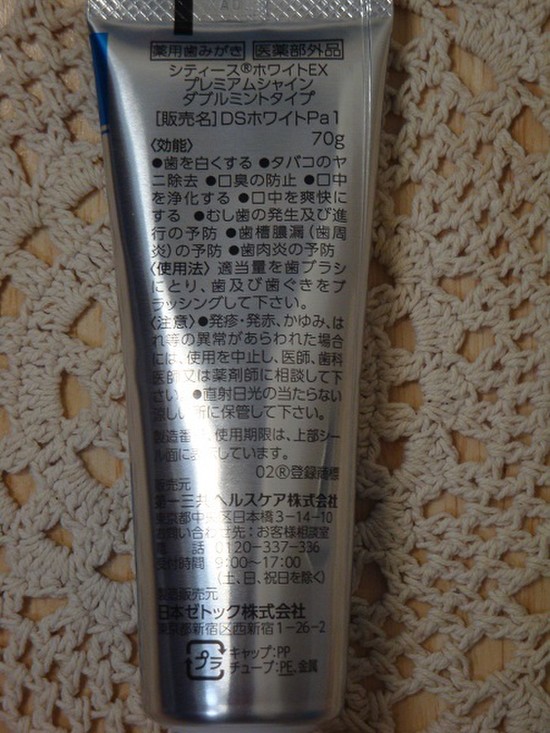 薬用歯みがき 医薬部外品
シティース®ホワイトEX
プレミアムシャイン
ダブルミントタイプ
[販売名]DSホワイトPa1
70g
〈効能〉
●歯を白くする ●タバコのヤ
ニ除去 ●口臭の防止 ●口中
を浄化する ●口中を爽快に
する ●むし歯の発生及び進
行の予防 ●歯槽膿漏(歯周
炎)の予防 ●歯肉炎の予防
〈使用法〉適当量を歯ブラシ
にとり、歯及び歯ぐきをブ
ラッシングして下さい。
〈注意〉●発疹・発赤、かゆみ、は
れ等の異常があらわれた場合
には、使用を中止し、医師、歯科
医師又は薬剤師に相談して下
さい ●直射日光の当たらない
涼しい所に保管して下さい。
製造番号、使用期限は、上部シー
ル面に表示しています。
02®登録商標
販売元
第一三共ヘルスケア株式会社
東京都中央区日本橋3-14-10
お問い合わせ先:お客様相談室
電 話 0120-337-336
受付時間 9:00~17:00
(土、日、祝日を除く)
製造販売元
日本ゼトック株式会社
東京都新宿区西新宿1-26-2
プラ
キャップ:PP
チューブ:PE,金属